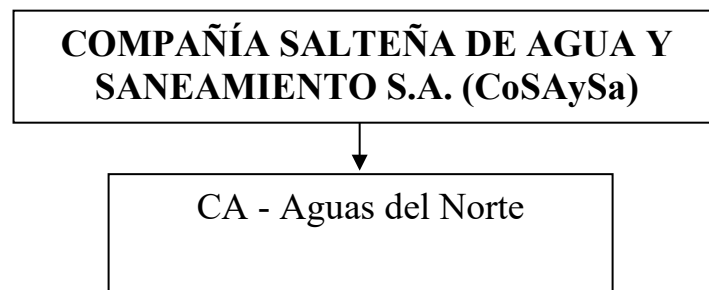 COMPAÑÍA SALTEÑA DE AGUA Y
SANEAMIENTO S.A. (CoSAySa)
CA - Aguas del Norte